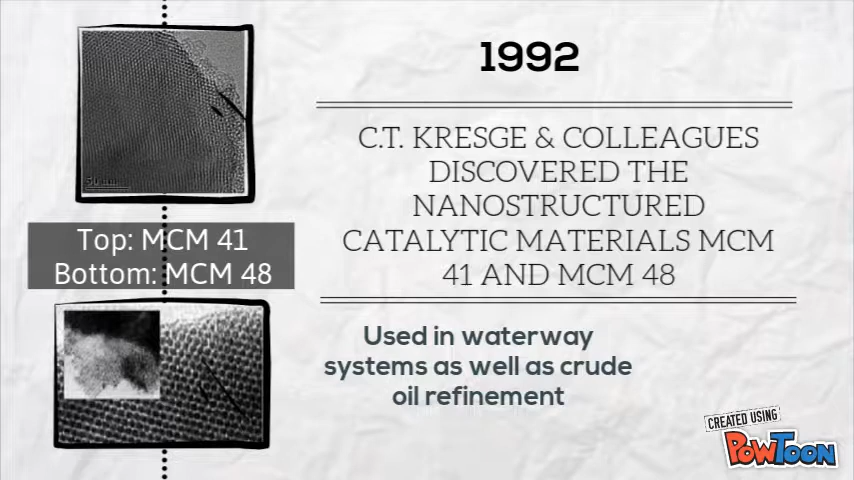 1992
C.T. KRESGE & COLLEAGUES
DISCOVERED THE
NANOSTRUCTURED
CATALYTIC MATERIALS MCM
41 AND MCM 48
Top: MCM 41
Bottom: MCM 48
Used in waterway
systems as well as crude
oil refinement
CREATED USING
POWTOON